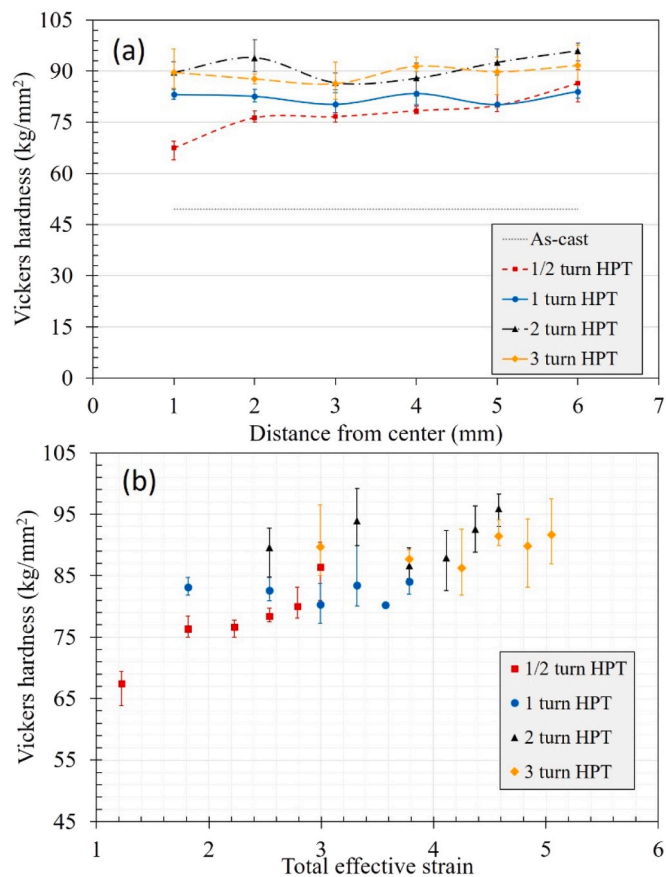 (a)
Vickers hardness (kg/mm²)
105
90
75
60
45
30
15
0
As-cast
1/2 turn HPT
1 turn HPT
2 turn HPT
3 turn HPT
0 1 2 3 4 5 6 7
Distance from center (mm)
(b)
Vickers hardness (kg/mm²)
105
95
85
75
65
55
45
1/2 turn HPT
1 turn HPT
2 turn HPT
3 turn HPT
1 2 3 4 5 6
Total effective strain